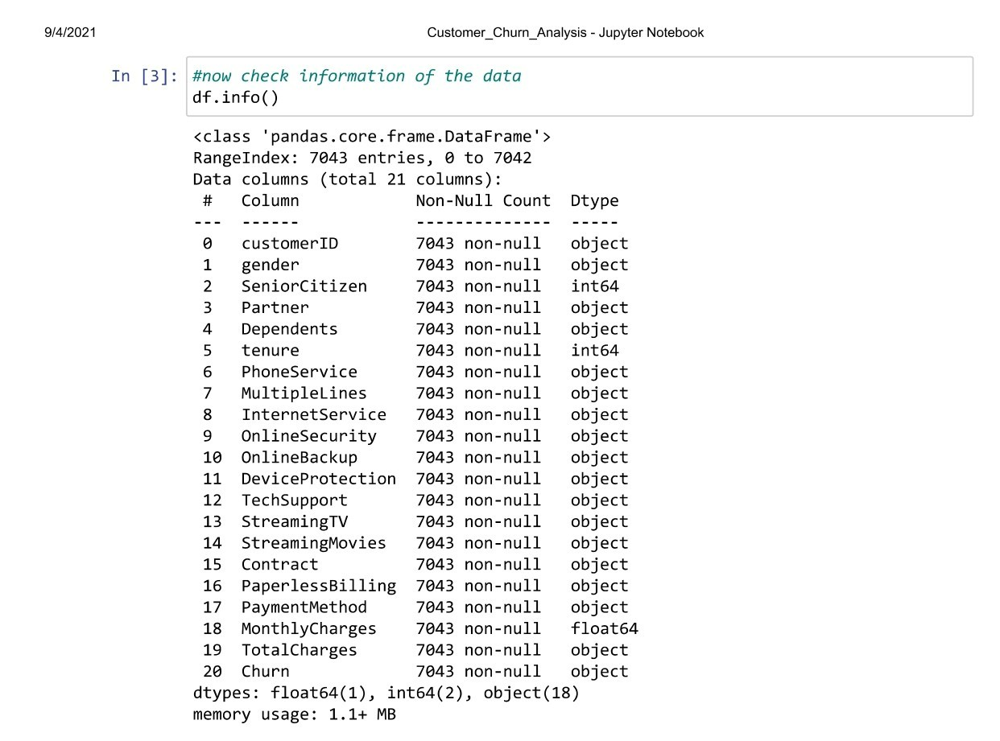 9/4/2021 Customer_Churn_Analysis - Jupyter Notebook
In [3]: #now check information of the data
df.info()
<class 'pandas.core.frame.DataFrame'>
RangeIndex: 7043 entries, 0 to 7042
Data columns (total 21 columns):
 #   Column            Non-Null Count  Dtype
---  ------            --------------  -----
 0   customerID        7043 non-null   object
 1   gender            7043 non-null   object
 2   SeniorCitizen     7043 non-null   int64
 3   Partner           7043 non-null   object
 4   Dependents        7043 non-null   object
 5   tenure            7043 non-null   int64
 6   PhoneService      7043 non-null   object
 7   MultipleLines     7043 non-null   object
 8   InternetService   7043 non-null   object
 9   OnlineSecurity    7043 non-null   object
 10  OnlineBackup      7043 non-null   object
 11  DeviceProtection  7043 non-null   object
 12  TechSupport       7043 non-null   object
 13  StreamingTV       7043 non-null   object
 14  StreamingMovies   7043 non-null   object
 15  Contract          7043 non-null   object
 16  PaperlessBilling  7043 non-null   object
 17  PaymentMethod     7043 non-null   object
 18  MonthlyCharges    7043 non-null   float64
 19  TotalCharges      7043 non-null   object
 20  Churn             7043 non-null   object
dtypes: float64(1), int64(2), object(18)
memory usage: 1.1+ MB